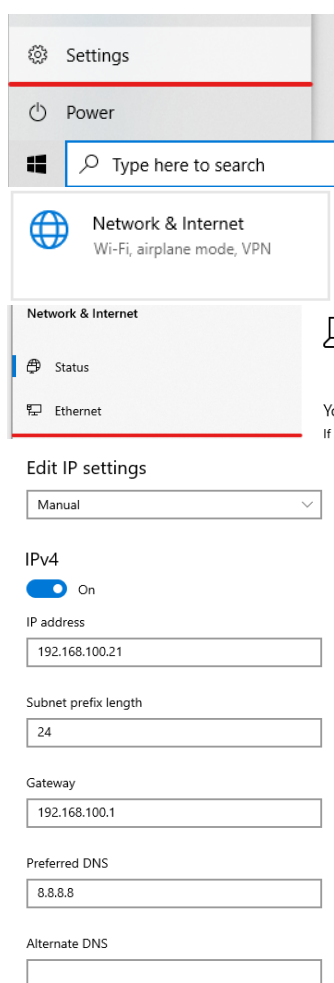 Settings
Power
Type here to search
Network & Internet
Wi-Fi, airplane mode, VPN
Network & Internet
Status
Ethernet
Yo
If
Edit IP settings
Manual
IPv4
On
IP address
192.168.100.21
Subnet prefix length
24
Gateway
192.168.100.1
Preferred DNS
8.8.8.8
Alternate DNS